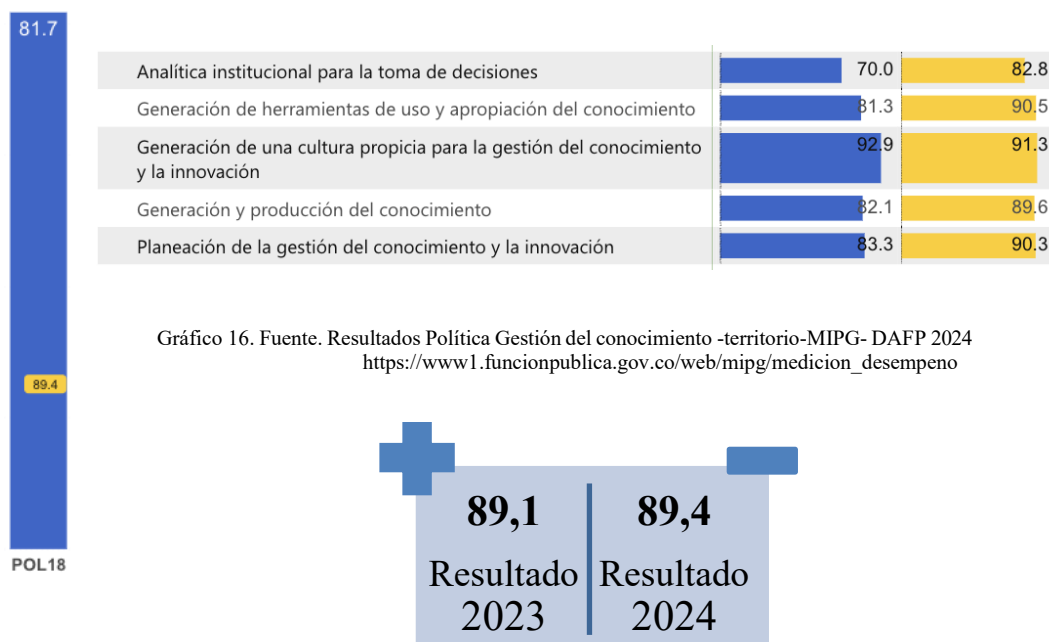 81.7
Analítica institucional para la toma de decisiones 70.0 82.8
Generación de herramientas de uso y apropiación del conocimiento 81.3 90.5
Generación de una cultura propicia para la gestión del conocimiento
y la innovación 92.9 91.3
Generación y producción del conocimiento 82.1 89.6
Planeación de la gestión del conocimiento y la innovación 83.3 90.3
89.4
POL18
Gráfico 16. Fuente. Resultados Política Gestión del conocimiento -territorio-MIPG- DAFP 2024
https://www1.funcionpublica.gov.co/web/mipg/medicion_desempeno
89,1 89,4
Resultado Resultado
2023 2024